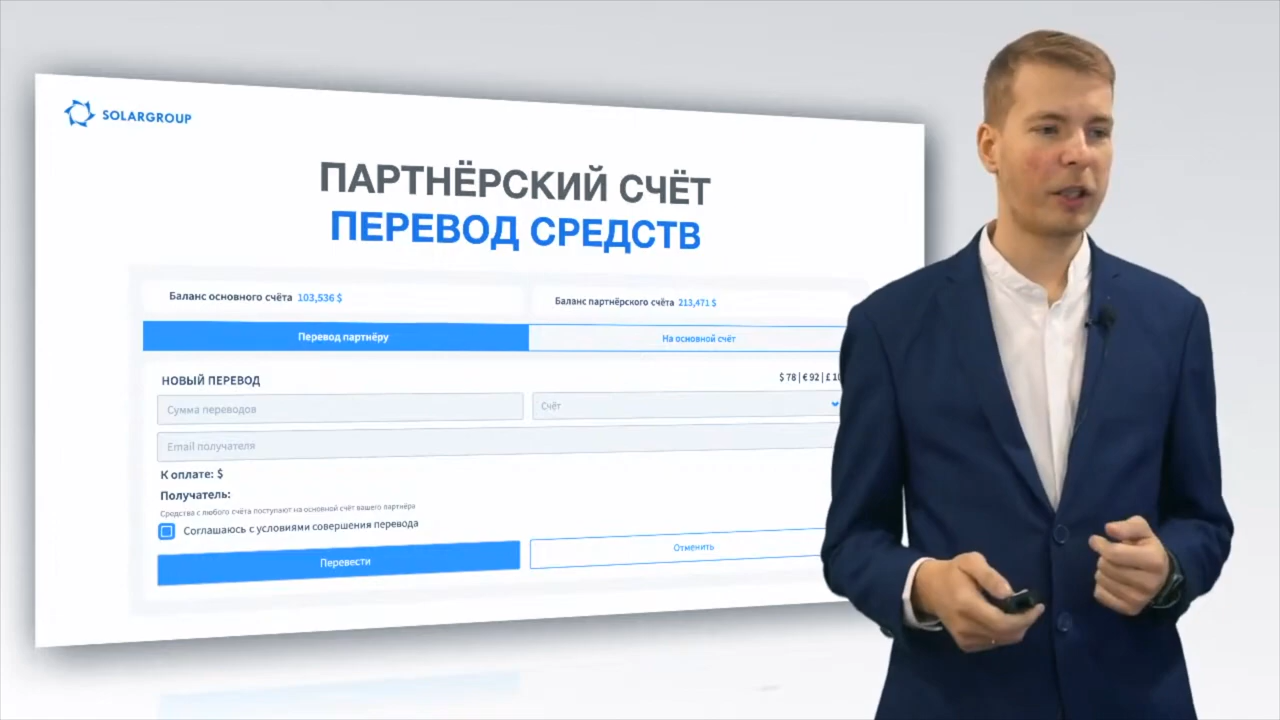 SOLARGROUP
ПАРТНЁРСКИЙ СЧЁТ
ПЕРЕВОД СРЕДСТВ
Баланс основного счёта 103,536 $
Баланс партнёрского счёта 213,471 $
Перевод партнёру
На основной счёт
НОВЫЙ ПЕРЕВОД
$ 78 | € 92 | £
Сумма переводов
Счёт
Email получателя
К оплате: $
Получатель:
Средства с любого счёта поступают на основной счёт вашего партнёра
Соглашаюсь с условиями совершения перевода
Перевести
Отменить